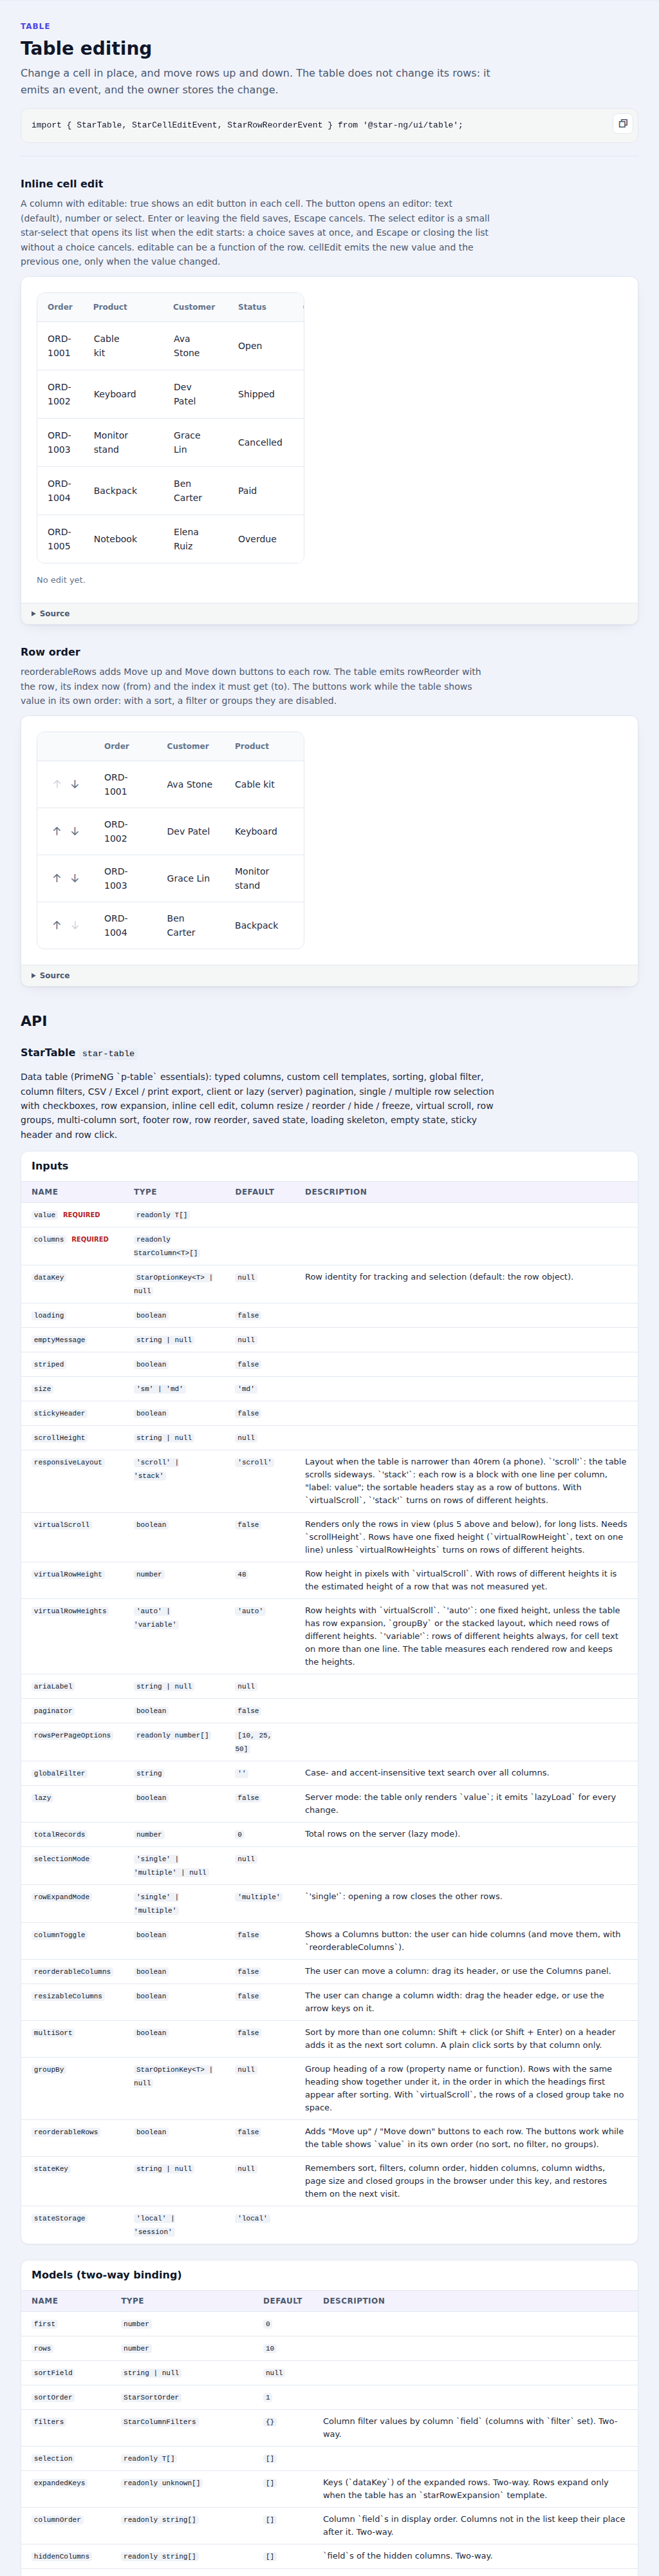 TABLE
Table editing
Change a cell in place, and move rows up and down. The table does not change its rows: it
emits an event, and the owner stores the change.
import { StarTable, StarCellEditEvent, StarRowReorderEvent } from '@star-ng/ui/table';
Inline cell edit
A column with editable: true shows an edit button in each cell. The button opens an editor: text
(default), number or select. Enter or leaving the field saves, Escape cancels. The select editor is a small
star-select that opens its list when the edit starts: a choice saves at once, and Escape or closing the list
without a choice cancels. editable can be a function of the row. cellEdit emits the new value and the
previous one, only when the value changed.
Order Product Customer Status
ORD-
1001 Cable
kit Ava
Stone Open
ORD-
1002 Keyboard Dev
Patel Shipped
ORD-
1003 Monitor
stand Grace
Lin Cancelled
ORD-
1004 Backpack Ben
Carter Paid
ORD-
1005 Notebook Elena
Ruiz Overdue
No edit yet.
Source
Row order
reorderableRows adds Move up and Move down buttons to each row. The table emits rowReorder with
the row, its index now (from) and the index it must get (to). The buttons work while the table shows
value in its own order: with a sort, a filter or groups they are disabled.
Order Customer Product
ORD-
1001 Ava Stone Cable kit
ORD-
1002 Dev Patel Keyboard
ORD-
1003 Grace Lin Monitor
stand
ORD-
1004 Ben
Carter Backpack
Source
API
StarTable star-table
Data table (PrimeNG `p-table` essentials): typed columns, custom cell templates, sorting, global filter,
column filters, CSV / Excel / print export, client or lazy (server) pagination, single / multiple row selection
with checkboxes, row expansion, inline cell edit, column resize / reorder / hide / freeze, virtual scroll, row
groups, multi-column sort, footer row, row reorder, saved state, loading skeleton, empty state, sticky
header and row click.
Inputs
NAME TYPE DEFAULT DESCRIPTION
value REQUIRED readonly T[]
columns REQUIRED readonly
StarColumn<T>[]
dataKey StarOptionKey<T> |
null null Row identity for tracking and selection (default: the row object).
loading boolean false
emptyMessage string | null null
striped boolean false
size 'sm' | 'md' 'md'
stickyHeader boolean false
scrollHeight string | null null
responsiveLayout 'scroll' |
'stack' 'scroll' Layout when the table is narrower than 40rem (a phone). `'scroll'`: the table
scrolls sideways. `'stack'`: each row is a block with one line per column,
"label: value"; the sortable headers stay as a row of buttons. With
`virtualScroll`, `'stack'` turns on rows of different heights.
virtualScroll boolean false Renders only the rows in view (plus 5 above and below), for long lists. Needs
`scrollHeight`. Rows have one fixed height (`virtualRowHeight`, text on one
line) unless `virtualRowHeights` turns on rows of different heights.
virtualRowHeight number 48 Row height in pixels with `virtualScroll`. With rows of different heights it is
the estimated height of a row that was not measured yet.
virtualRowHeights 'auto' |
'variable' 'auto' Row heights with `virtualScroll`. `'auto'`: one fixed height, unless the table
has row expansion, `groupBy` or the stacked layout, which need rows of
different heights. `'variable'`: rows of different heights always, for cell text
on more than one line. The table measures each rendered row and keeps
the heights.
ariaLabel string | null null
paginator boolean false
rowsPerPageOptions readonly number[] [10, 25,
50]
globalFilter string '' Case- and accent-insensitive text search over all columns.
lazy boolean false Server mode: the table only renders `value`; it emits `lazyLoad` for every
change.
totalRecords number 0 Total rows on the server (lazy mode).
selectionMode 'single' |
'multiple' | null null
rowExpandMode 'single' |
'multiple' 'multiple' `'single'`: opening a row closes the other rows.
columnToggle boolean false Shows a Columns button: the user can hide columns (and move them, with
`reorderableColumns`).
reorderableColumns boolean false The user can move a column: drag its header, or use the Columns panel.
resizableColumns boolean false The user can change a column width: drag the header edge, or use the
arrow keys on it.
multiSort boolean false Sort by more than one column: Shift + click (or Shift + Enter) on a header
adds it as the next sort column. A plain click sorts by that column only.
groupBy StarOptionKey<T> |
null null Group heading of a row (property name or function). Rows with the same
heading show together under it, in the order in which the headings first
appear after sorting. With `virtualScroll`, the rows of a closed group take no
space.
reorderableRows boolean false Adds "Move up" / "Move down" buttons to each row. The buttons work while
the table shows `value` in its own order (no sort, no filter, no groups).
stateKey string | null null Remembers sort, filters, column order, hidden columns, column widths,
page size and closed groups in the browser under this key, and restores
them on the next visit.
stateStorage 'local' |
'session' 'local'
Models (two-way binding)
NAME TYPE DEFAULT DESCRIPTION
first number 0
rows number 10
sortField string | null null
sortOrder StarSortOrder 1
filters StarColumnFilters {} Column filter values by column `field` (columns with `filter` set). Two-
way.
selection readonly T[] []
expandedKeys readonly unknown[] [] Keys (`dataKey`) of the expanded rows. Two-way. Rows expand only
when the table has an `starRowExpansion` template.
columnOrder readonly string[] [] Column `field`s in display order. Columns not in the list keep their place
after it. Two-way.
hiddenColumns readonly string[] [] `field`s of the hidden columns. Two-way.